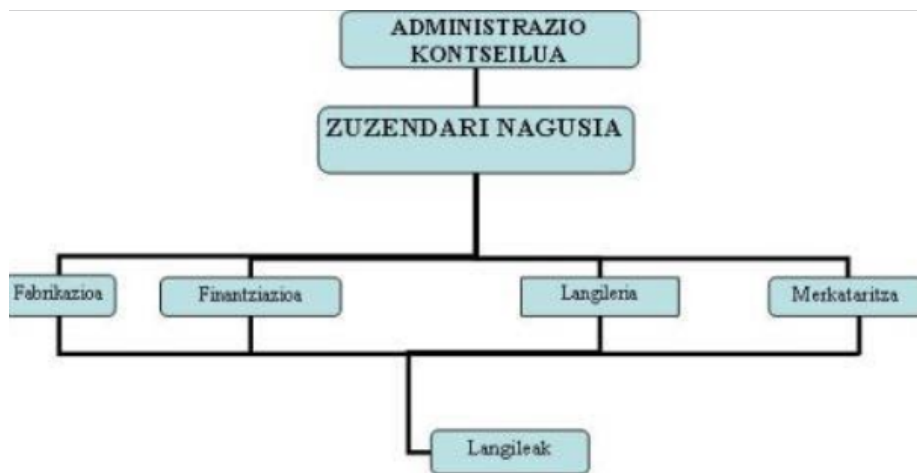 ADMINISTRAZIO
KONTSEILUA
ZUZENDARI NAGUSIA
Fabrikazioa
Finantziazioa
Langileria
Merkataritza
Langileak